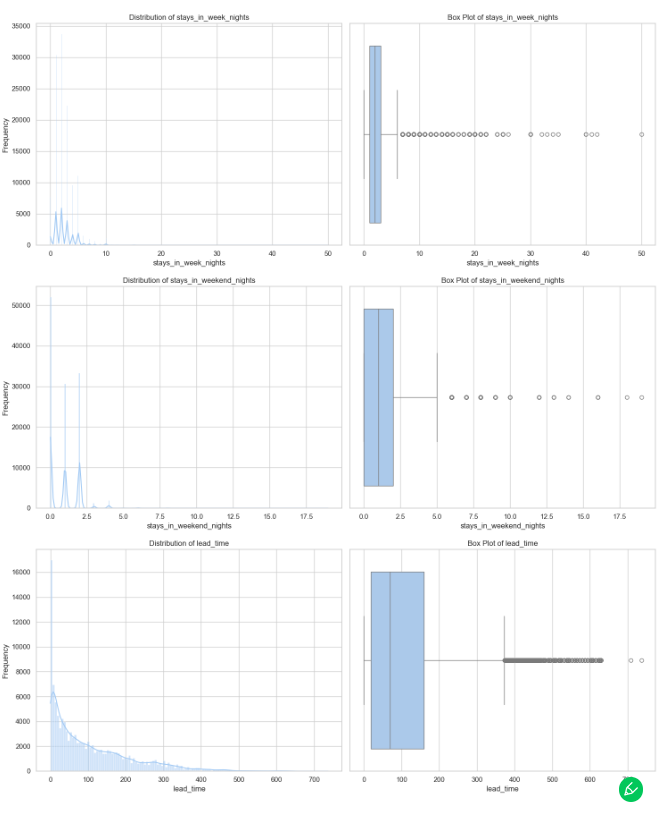 Distribution of stays_in_week_nights
Box Plot of stays_in_week_nights
35000
30000
25000
20000
15000
10000
5000
0
Frequency
0 10 20 30 40 50
0 10 20 30 40 50
stays_in_week_nights
stays_in_week_nights
Distribution of stays_in_weekend_nights
Box Plot of stays_in_weekend_nights
50000
40000
30000
20000
10000
0
Frequency
0.0 2.5 5.0 7.5 10.0 12.5 15.0 17.5
0.0 2.5 5.0 7.5 10.0 12.5 15.0 17.5
stays_in_weekend_nights
stays_in_weekend_nights
Distribution of lead_time
Box Plot of lead_time
16000
14000
12000
10000
8000
6000
4000
2000
0
Frequency
0 100 200 300 400 500 600 700
0 100 200 300 400 500 600
lead_time
lead_time